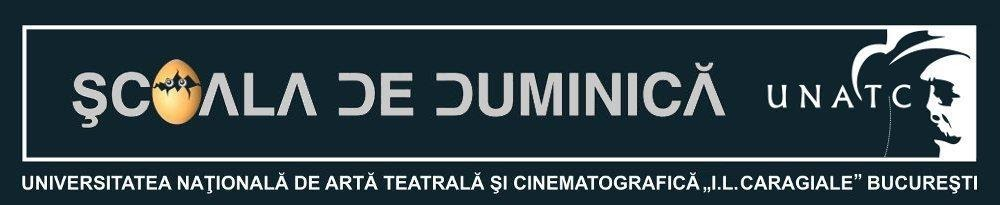 ŞCOALA DE DUMINICĂ
UNATC
UNIVERSITATEA NAŢIONALĂ DE ARTĂ TEATRALĂ ŞI CINEMATOGRAFICĂ „I.L.CARAGIALE” BUCUREŞTI